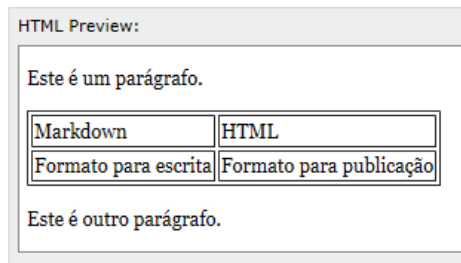 HTML Preview:
Este é um parágrafo.
Markdown HTML
Formato para escrita Formato para publicação
Este é outro parágrafo.